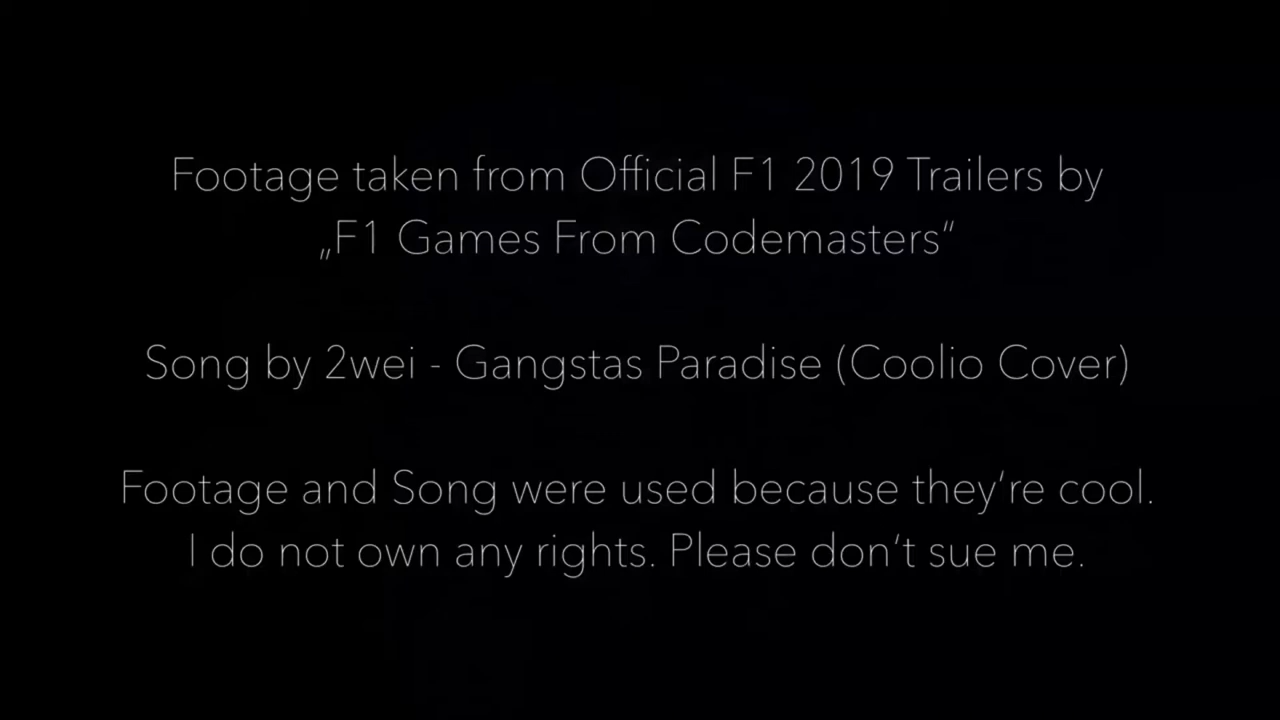 Footage taken from Official F1 2019 Trailers by
„F1 Games From Codemasters“
Song by 2wei - Gangstas Paradise (Coolio Cover)
Footage and Song were used because they‘re cool.
I do not own any rights. Please don‘t sue me.